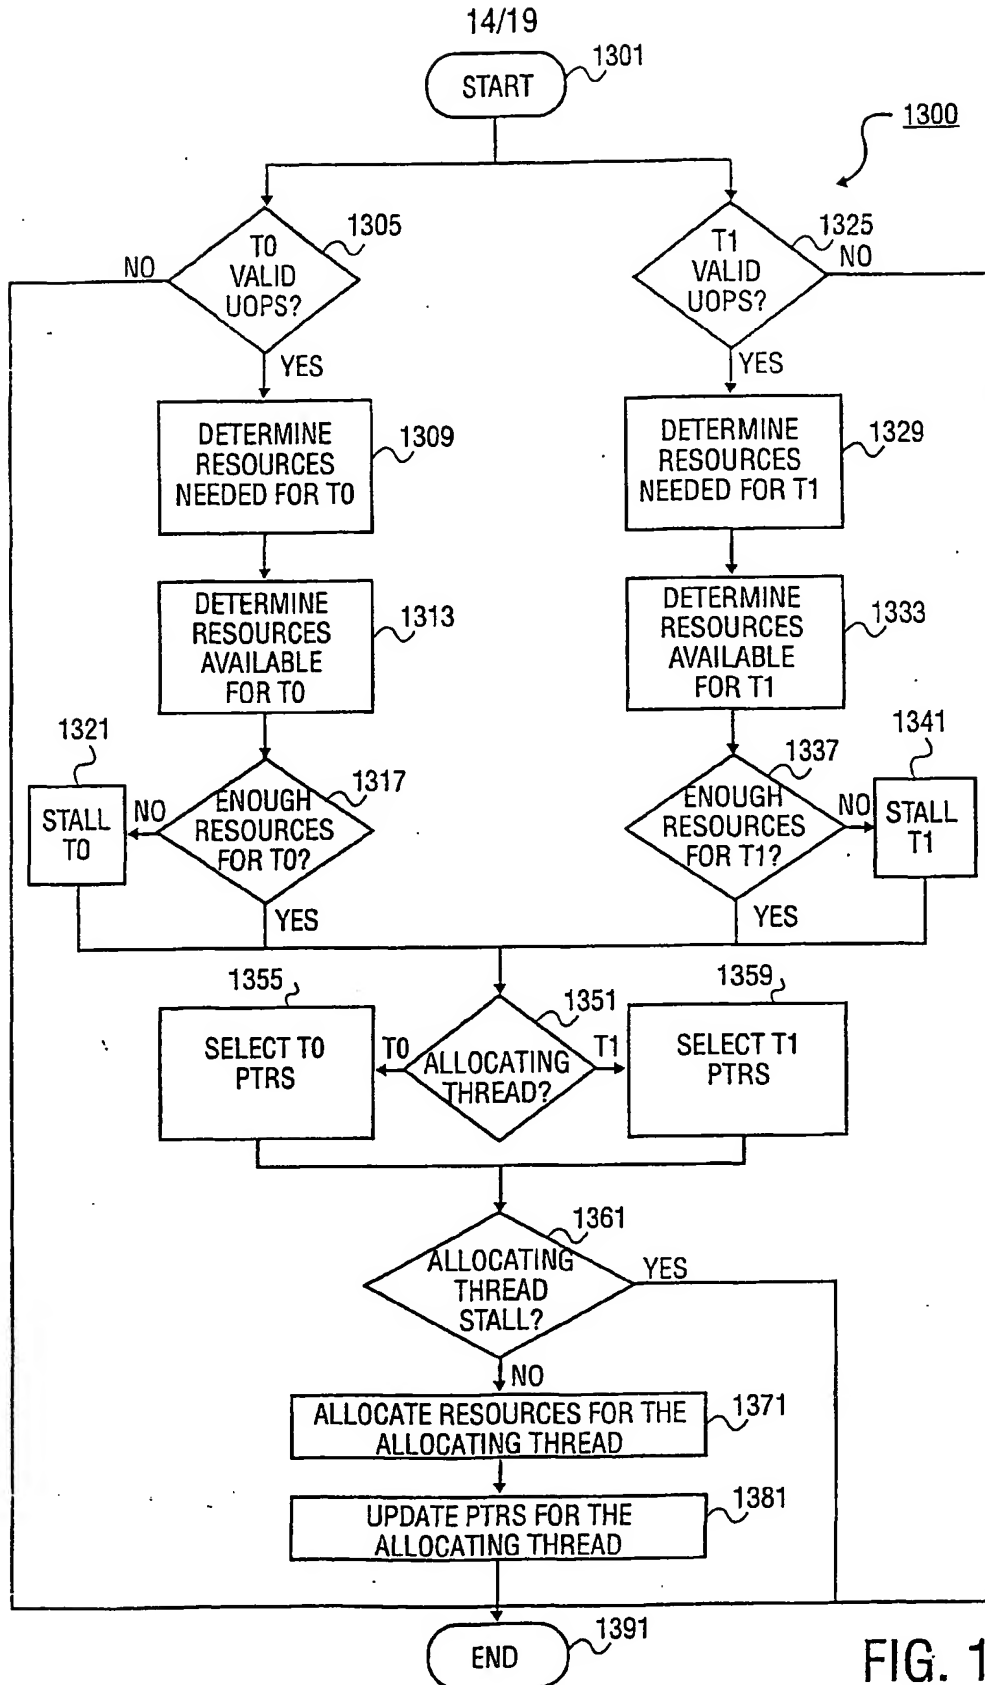 14/19
START
1301
1300
T0
VALID
UOPS?
1305
NO
YES
T1
VALID
UOPS?
1325
NO
YES
DETERMINE
RESOURCES
NEEDED FOR T0
1309
DETERMINE
RESOURCES
NEEDED FOR T1
1329
DETERMINE
RESOURCES
AVAILABLE
FOR T0
1313
DETERMINE
RESOURCES
AVAILABLE
FOR T1
1333
1321
STALL
T0
NO
ENOUGH
RESOURCES
FOR T0?
1317
YES
ENOUGH
RESOURCES
FOR T1?
1337
NO
YES
1341
STALL
T1
1355
SELECT T0
PTRS
T0
ALLOCATING
THREAD?
1351
T1
1359
SELECT T1
PTRS
ALLOCATING
THREAD
STALL?
1361
YES
NO
ALLOCATE RESOURCES FOR THE
ALLOCATING THREAD
1371
UPDATE PTRS FOR THE
ALLOCATING THREAD
1381
END
1391
FIG. 1